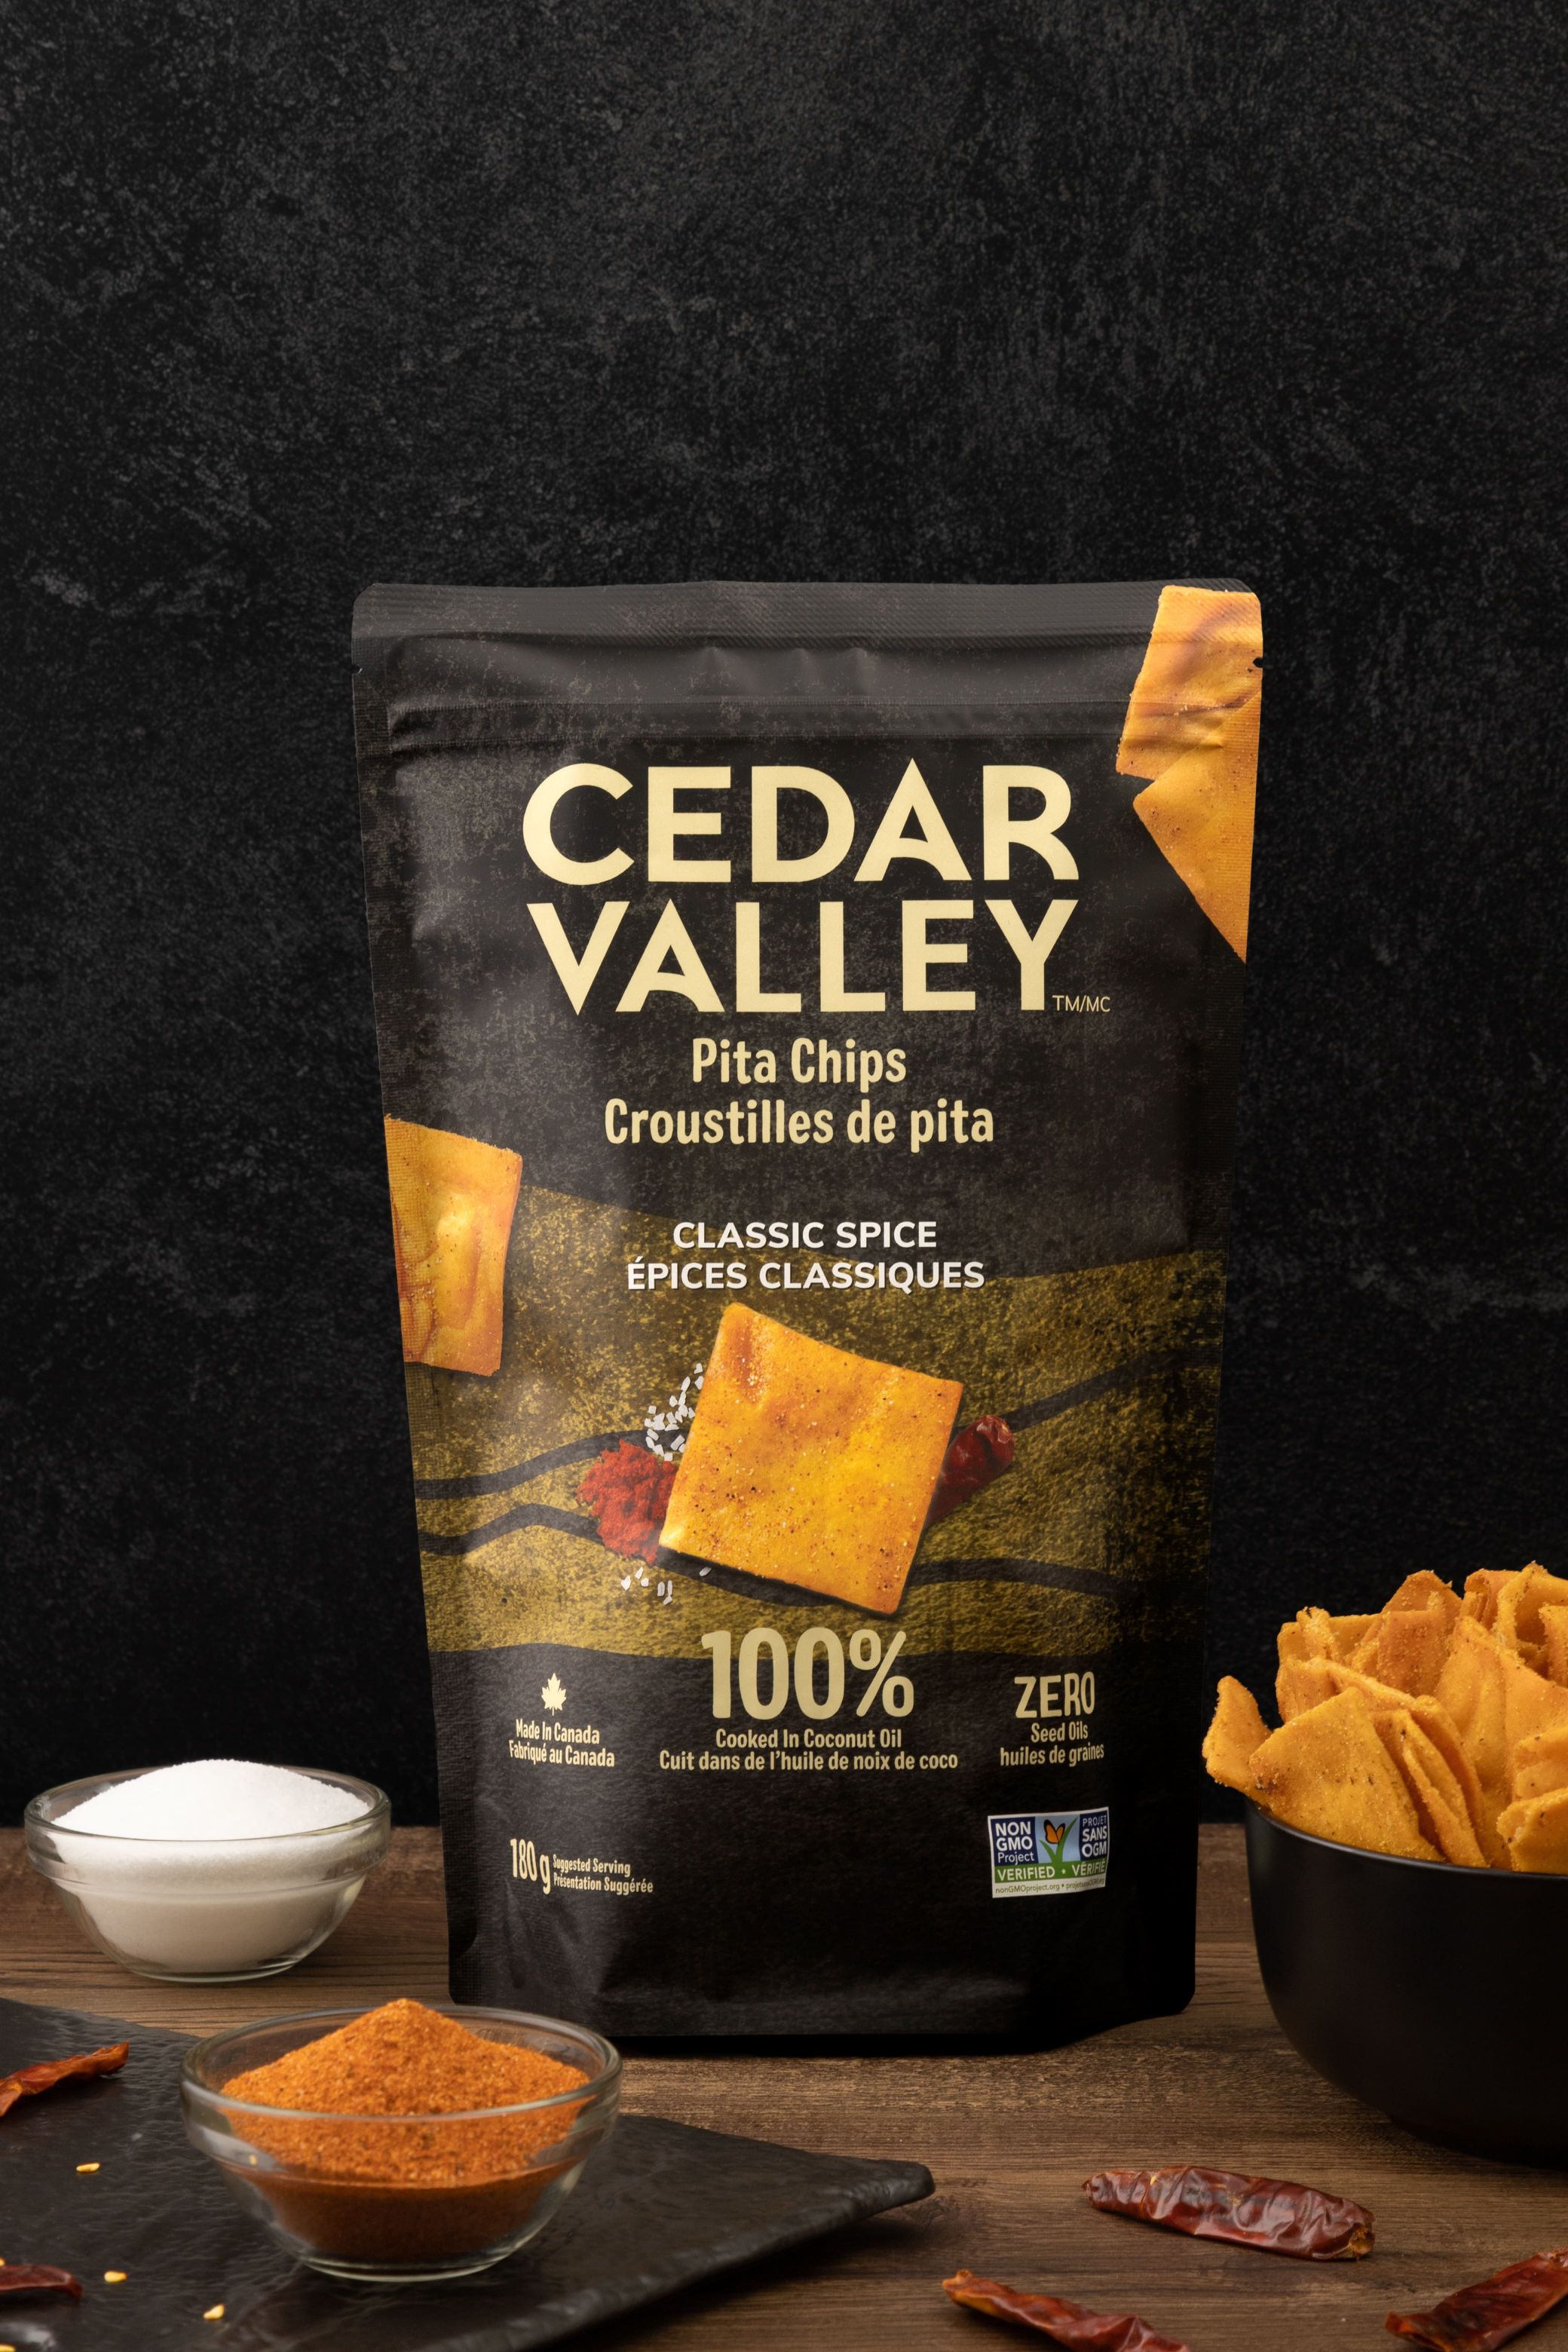 CEDAR
VALLEY
TM/MC
Pita Chips
Croustilles de pita
CLASSIC SPICE
ÉPICES CLASSIQUES
100%
Cooked In Coconut Oil
Cuit dans de l'huile de noix de coco
Made In Canada
Fabriqué au Canada
ZERO
Seed Oils
huiles de graines
180 g
Suggested Serving
Présentation Suggérée
NON
GMO
Project
PROJET
SANS
OGM
VERIFIED • VÉRIFIÉ
nonGMOproject.org •